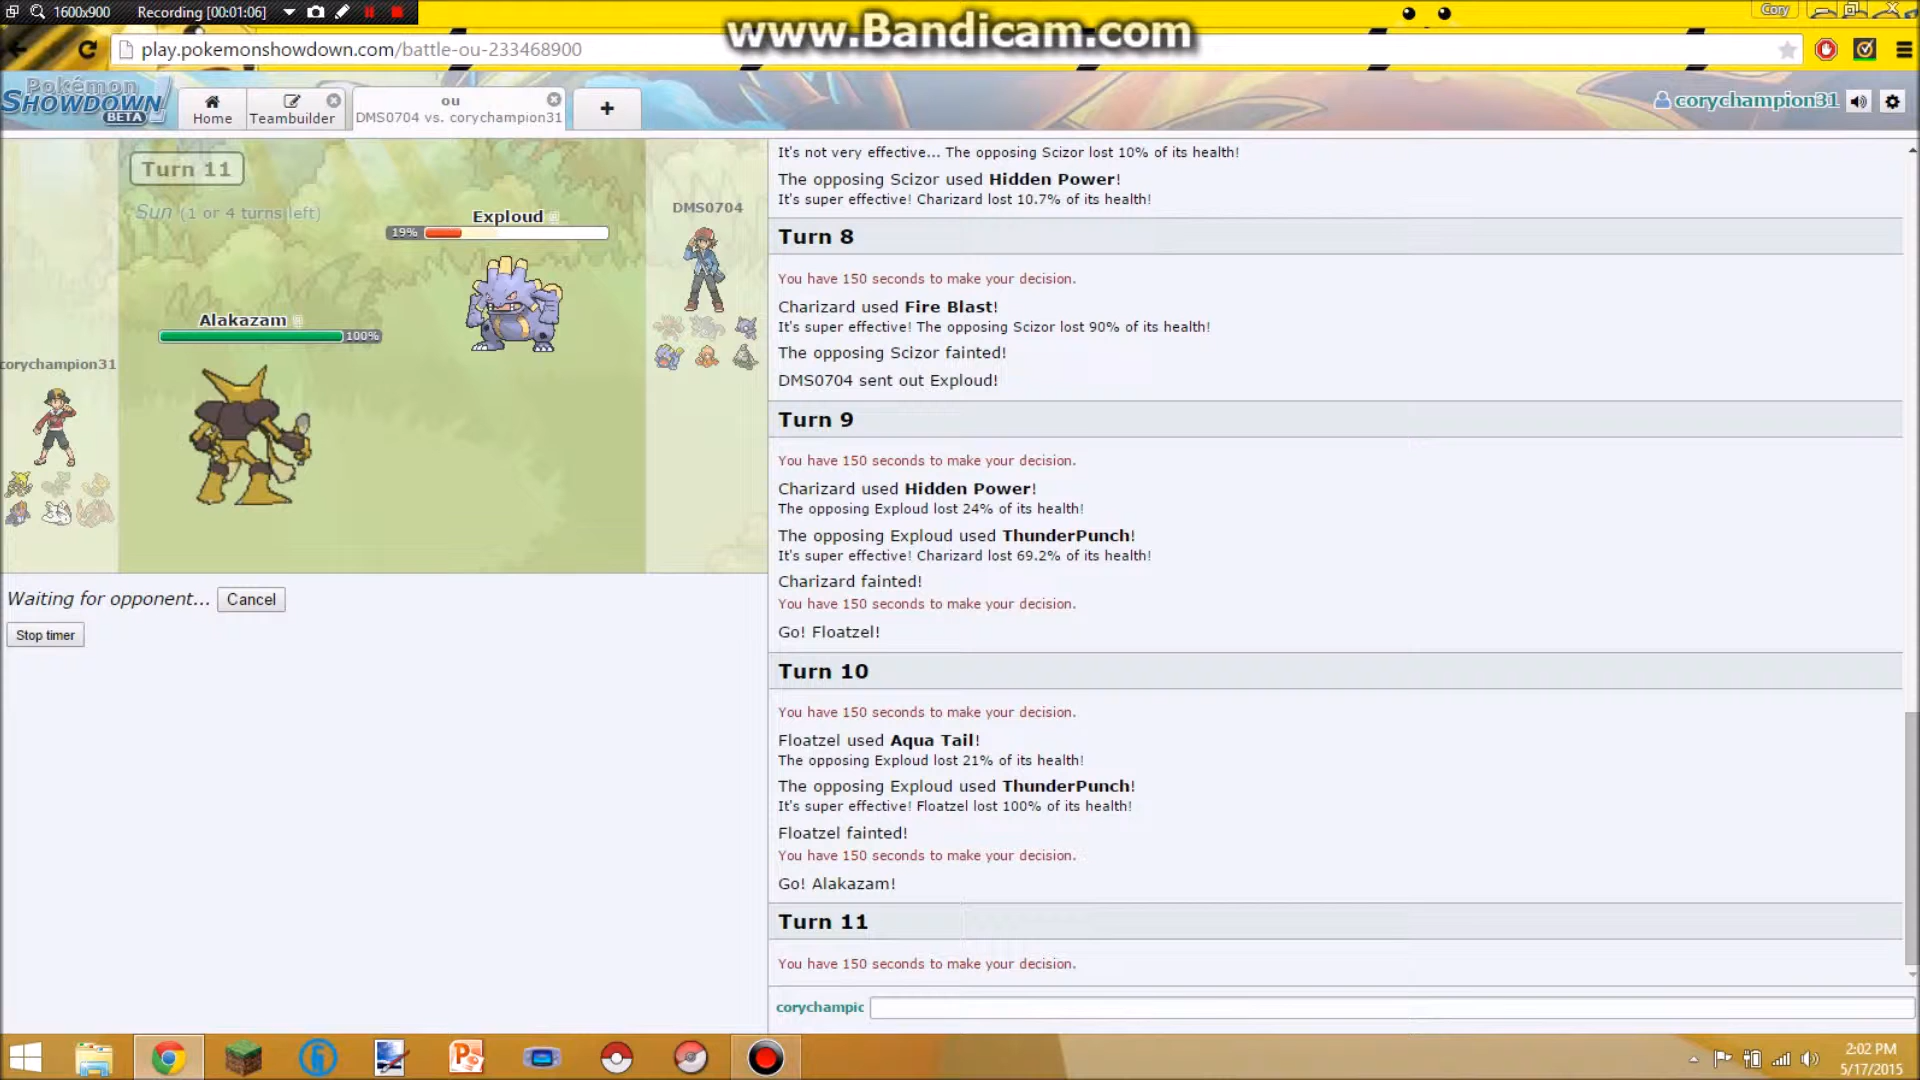 1600x900 Recording [00:01:06]
www.Bandicam.com
Cory
play.pokemonshowdown.com/battle-ou-233468900
Pokémon
SHOWDOWN
BETA
Home
Teambuilder
ou
DMS0704 vs. corychampion31
+
corychampion31
Turn 11
Sun (1 or 4 turns left)
Exploud
19%
DMS0704
Alakazam
100%
corychampion31
Waiting for opponent... Cancel
Stop timer
It's not very effective... The opposing Scizor lost 10% of its health!
The opposing Scizor used Hidden Power!
It's super effective! Charizard lost 10.7% of its health!
Turn 8
You have 150 seconds to make your decision.
Charizard used Fire Blast!
It's super effective! The opposing Scizor lost 90% of its health!
The opposing Scizor fainted!
DMS0704 sent out Exploud!
Turn 9
You have 150 seconds to make your decision.
Charizard used Hidden Power!
The opposing Exploud lost 24% of its health!
The opposing Exploud used ThunderPunch!
It's super effective! Charizard lost 69.2% of its health!
Charizard fainted!
You have 150 seconds to make your decision.
Go! Floatzel!
Turn 10
You have 150 seconds to make your decision.
Floatzel used Aqua Tail!
The opposing Exploud lost 21% of its health!
The opposing Exploud used ThunderPunch!
It's super effective! Floatzel lost 100% of its health!
Floatzel fainted!
You have 150 seconds to make your decision.
Go! Alakazam!
Turn 11
You have 150 seconds to make your decision.
corychampic
2:02 PM
5/17/2015